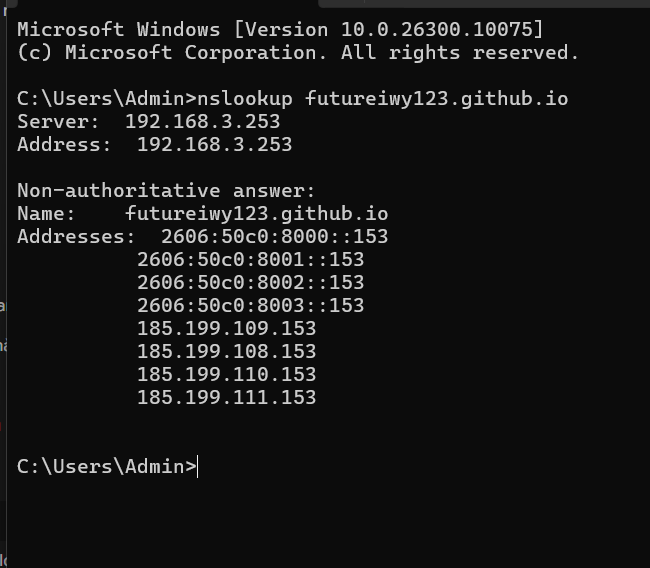 Microsoft Windows [Version 10.0.26300.10075]
(c) Microsoft Corporation. All rights reserved.
C:\Users\Admin>nslookup futureiwy123.github.io
Server:  192.168.3.253
Address:  192.168.3.253
Non-authoritative answer:
Name:    futureiwy123.github.io
Addresses:  2606:50c0:8000::153
2606:50c0:8001::153
2606:50c0:8002::153
2606:50c0:8003::153
185.199.109.153
185.199.108.153
185.199.110.153
185.199.111.153
C:\Users\Admin>